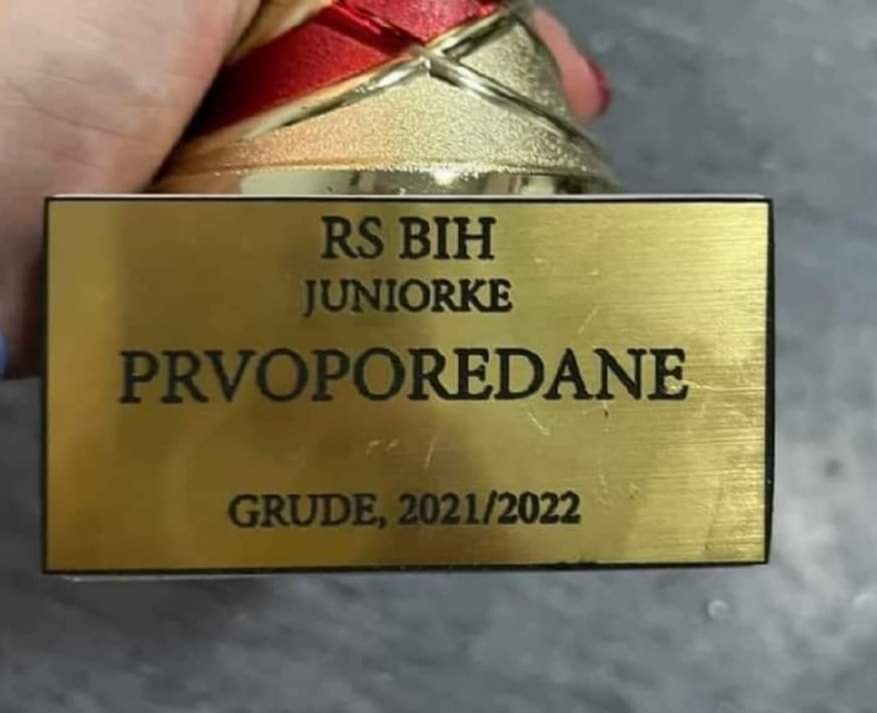 RS BIH
JUNIORKE
PRVOPOREDANE
GRUDE, 2021/2022